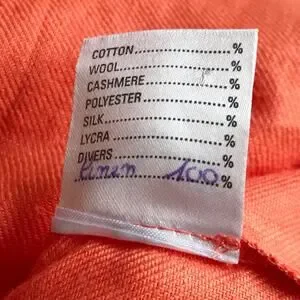 COTTON....................%
WOOL.......................%
CASHMERE................%
POLYESTER...............%
SILK..........................%
LYCRA.......................%
DIVERS......................%
Linen 100.....%